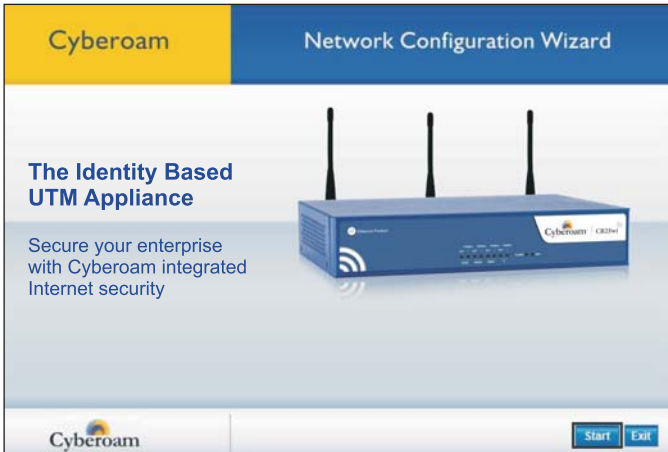 Cyberoam
Network Configuration Wizard
The Identity Based
UTM Appliance
Secure your enterprise
with Cyberoam integrated
Internet security
Cyberoam
Cyberoam
Start
Exit